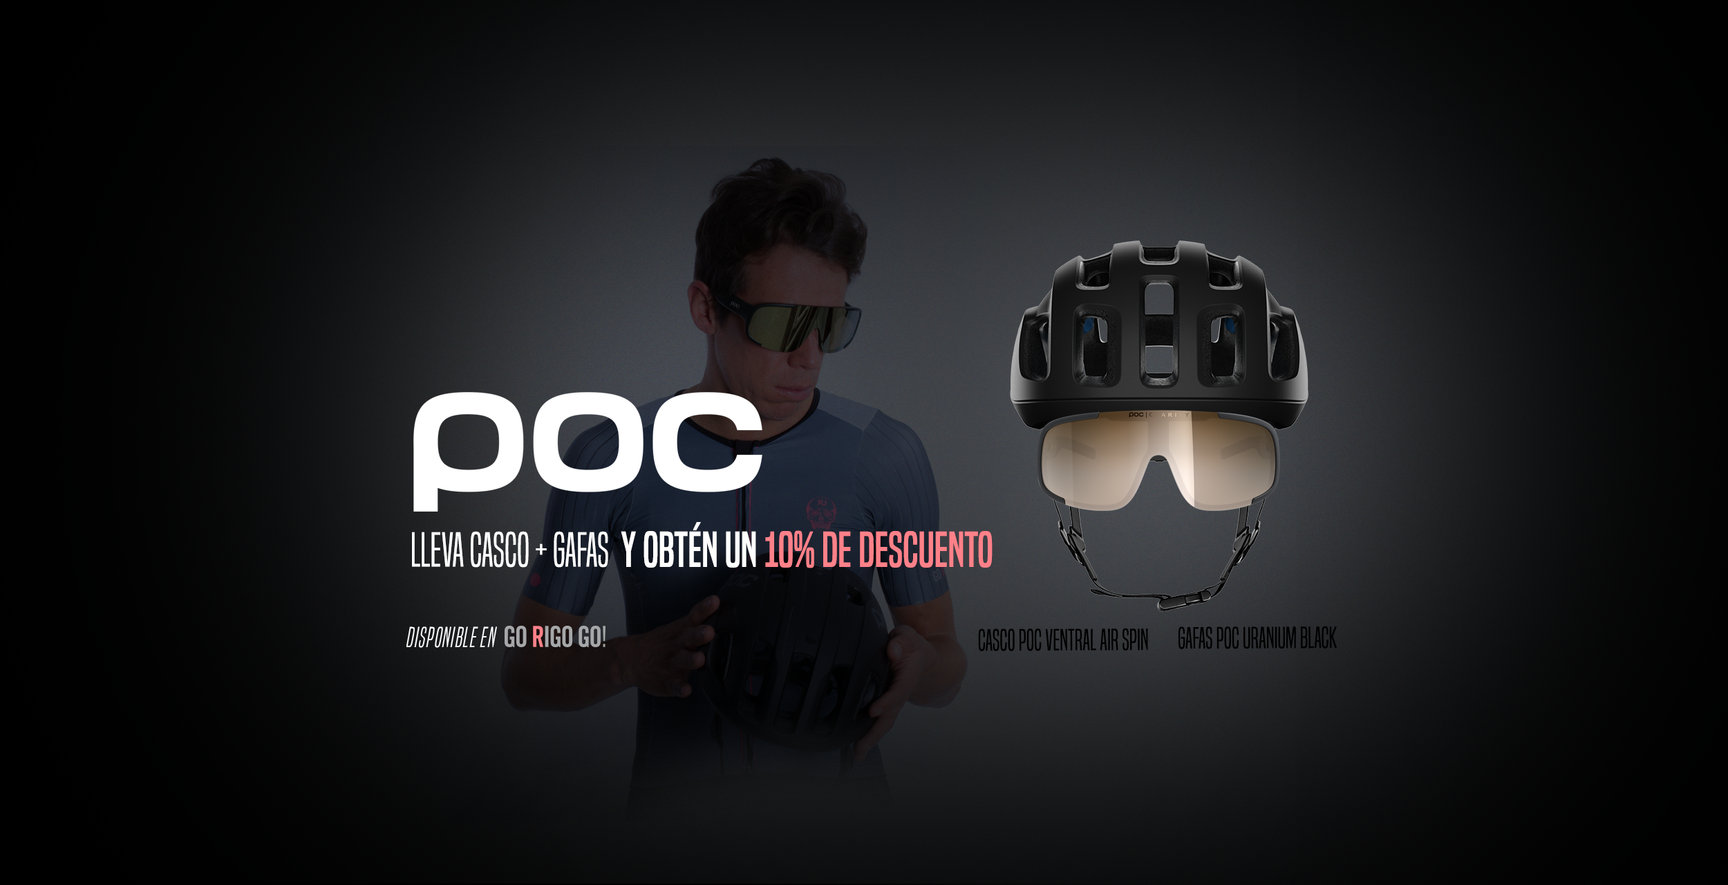 poc
LLEVA CASCO + GAFAS Y OBTÉN UN 10% DE DESCUENTO
DISPONIBLE EN GO RIGO GO!
CASCO POC VENTRAL AIR SPIN
GAFAS POC URANIUM BLACK
poc